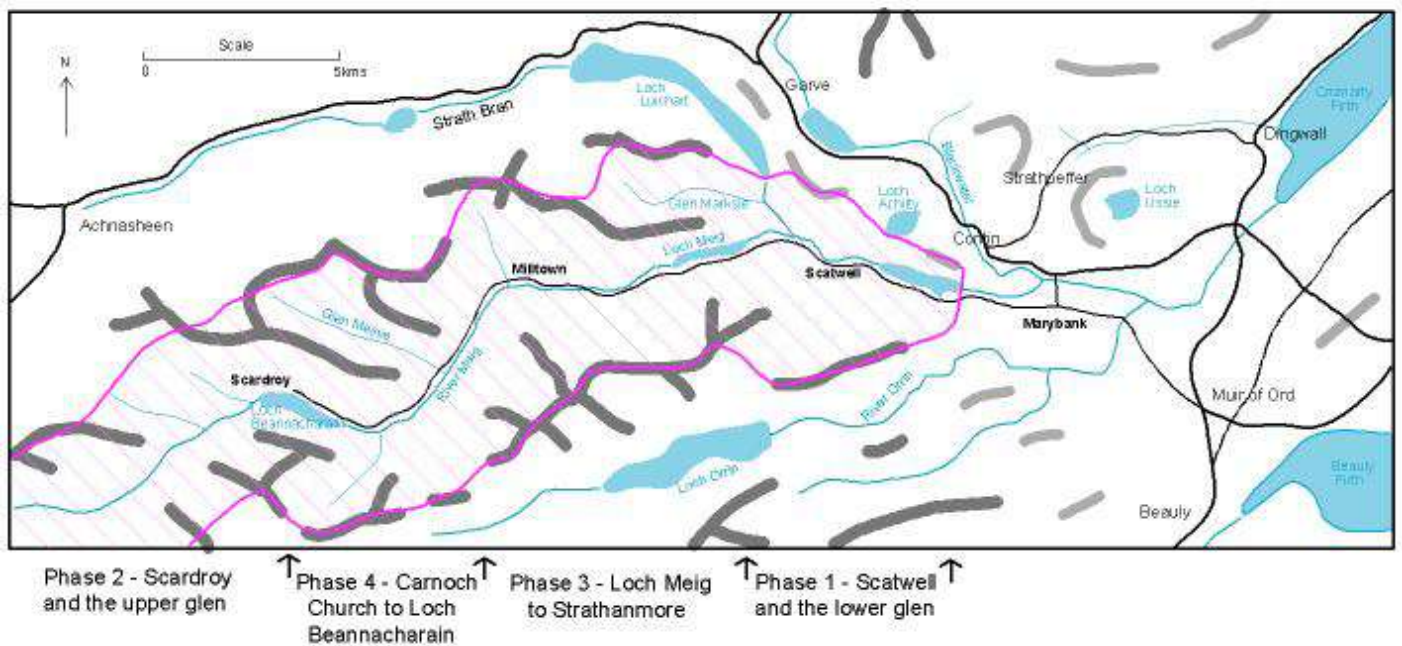 Scale
N
0
5kms
Loch
Luichart
Garve
Cromarty
Firth
Strath Bran
Dingwall
Blackwater
Strathpeffer
Loch
Ussie
Achnasheen
Glen Marksie
Loch
Achilty
Contin
Loch Meig
Milltown
Scatwell
Marybank
Glen Meinie
River Meig
Scardroy
Loch
Beannacharain
River Orrin
Muir of Ord
Loch Orrin
Beauly
Firth
Beauly
Phase 2 - Scardroy
and the upper glen
Phase 4 - Carnoch
Church to Loch
Beannacharain
Phase 3 - Loch Meig
to Strathanmore
Phase 1 - Scatwell
and the lower glen